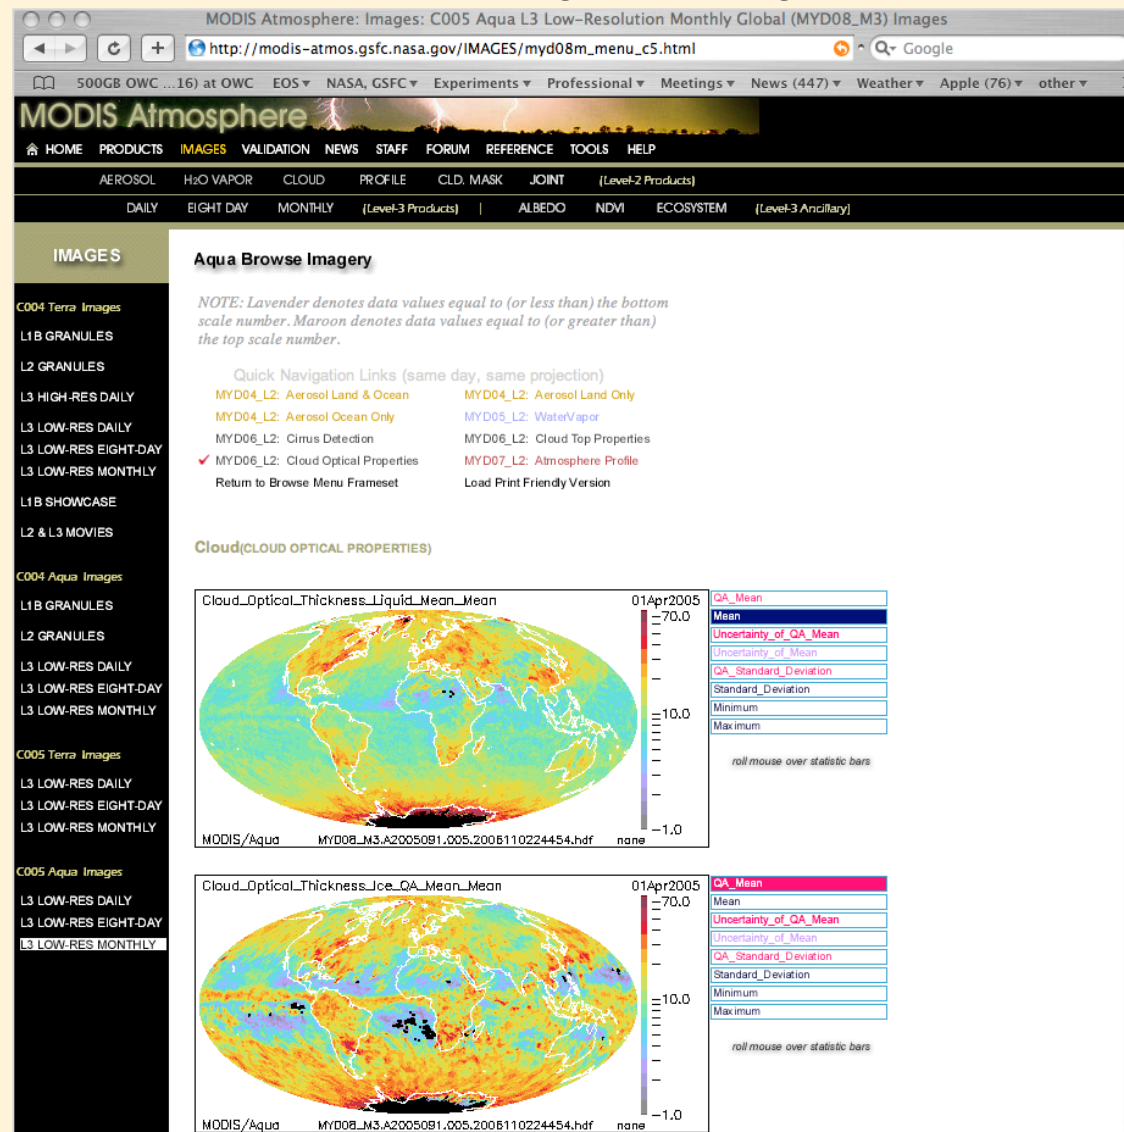 MODIS Atmosphere: Images: C005 Aqua L3 Low-Resolution Monthly Global (MYD08_M3) Images
http://modis-atmos.gsfc.nasa.gov/IMAGES/myd08m_menu_c5.html
Google
500GB OWC ...16) at OWC EOS NASA, GSFC Experiments Professional Meetings News (447) Weather Apple (76) other
MODIS Atmosphere
HOME PRODUCTS IMAGES VALIDATION NEWS STAFF FORUM REFERENCE TOOLS HELP
AEROSOL H2O VAPOR CLOUD PROFILE CLD. MASK JOINT (Level-2 Products)
DAILY EIGHT DAY MONTHLY (Level-3 Products) | ALBEDO NDVI ECOSYSTEM (Level-3 Ancillary)
IMAGES
C004 Terra Images
L1B GRANULES
L2 GRANULES
L3 HIGH-RES DAILY
L3 LOW-RES DAILY
L3 LOW-RES EIGHT-DAY
L3 LOW-RES MONTHLY
L1B SHOWCASE
L2 & L3 MOVIES
C004 Aqua Images
L1B GRANULES
L2 GRANULES
L3 LOW-RES DAILY
L3 LOW-RES EIGHT-DAY
L3 LOW-RES MONTHLY
C005 Terra Images
L3 LOW-RES DAILY
L3 LOW-RES EIGHT-DAY
L3 LOW-RES MONTHLY
C005 Aqua Images
L3 LOW-RES DAILY
L3 LOW-RES EIGHT-DAY
L3 LOW-RES MONTHLY
Aqua Browse Imagery
NOTE: Lavender denotes data values equal to (or less than) the bottom
scale number. Maroon denotes data values equal to (or greater than)
the top scale number.
Quick Navigation Links (same day, same projection)
MYD04_L2: Aerosol Land & Ocean MYD04_L2: Aerosol Land Only
MYD04_L2: Aerosol Ocean Only MYD05_L2: WaterVapor
MYD06_L2: Cirrus Detection MYD06_L2: Cloud Top Properties
MYD06_L2: Cloud Optical Properties MYD07_L2: Atmosphere Profile
Return to Browse Menu Frameset Load Print Friendly Version
Cloud(CLOUD OPTICAL PROPERTIES)
Cloud_Optical_Thickness_Liquid_Mean_Mean 01Apr2005
70.0
10.0
1.0
MODIS/Aqua MYD08_M3.A2005091.005.2006110224454.hdf none
QA_Mean
Mean
Uncertainty_of_QA_Mean
Uncertainty_of_Mean
QA_Standard_Deviation
Standard_Deviation
Minimum
Maximum
roll mouse over statistic bars
Cloud_Optical_Thickness_Ice_QA_Mean_Mean 01Apr2005
70.0
10.0
1.0
MODIS/Aqua MYD08_M3.A2005091.005.2006110224454.hdf none
QA_Mean
Mean
Uncertainty_of_QA_Mean
Uncertainty_of_Mean
QA_Standard_Deviation
Standard_Deviation
Minimum
Maximum
roll mouse over statistic bars